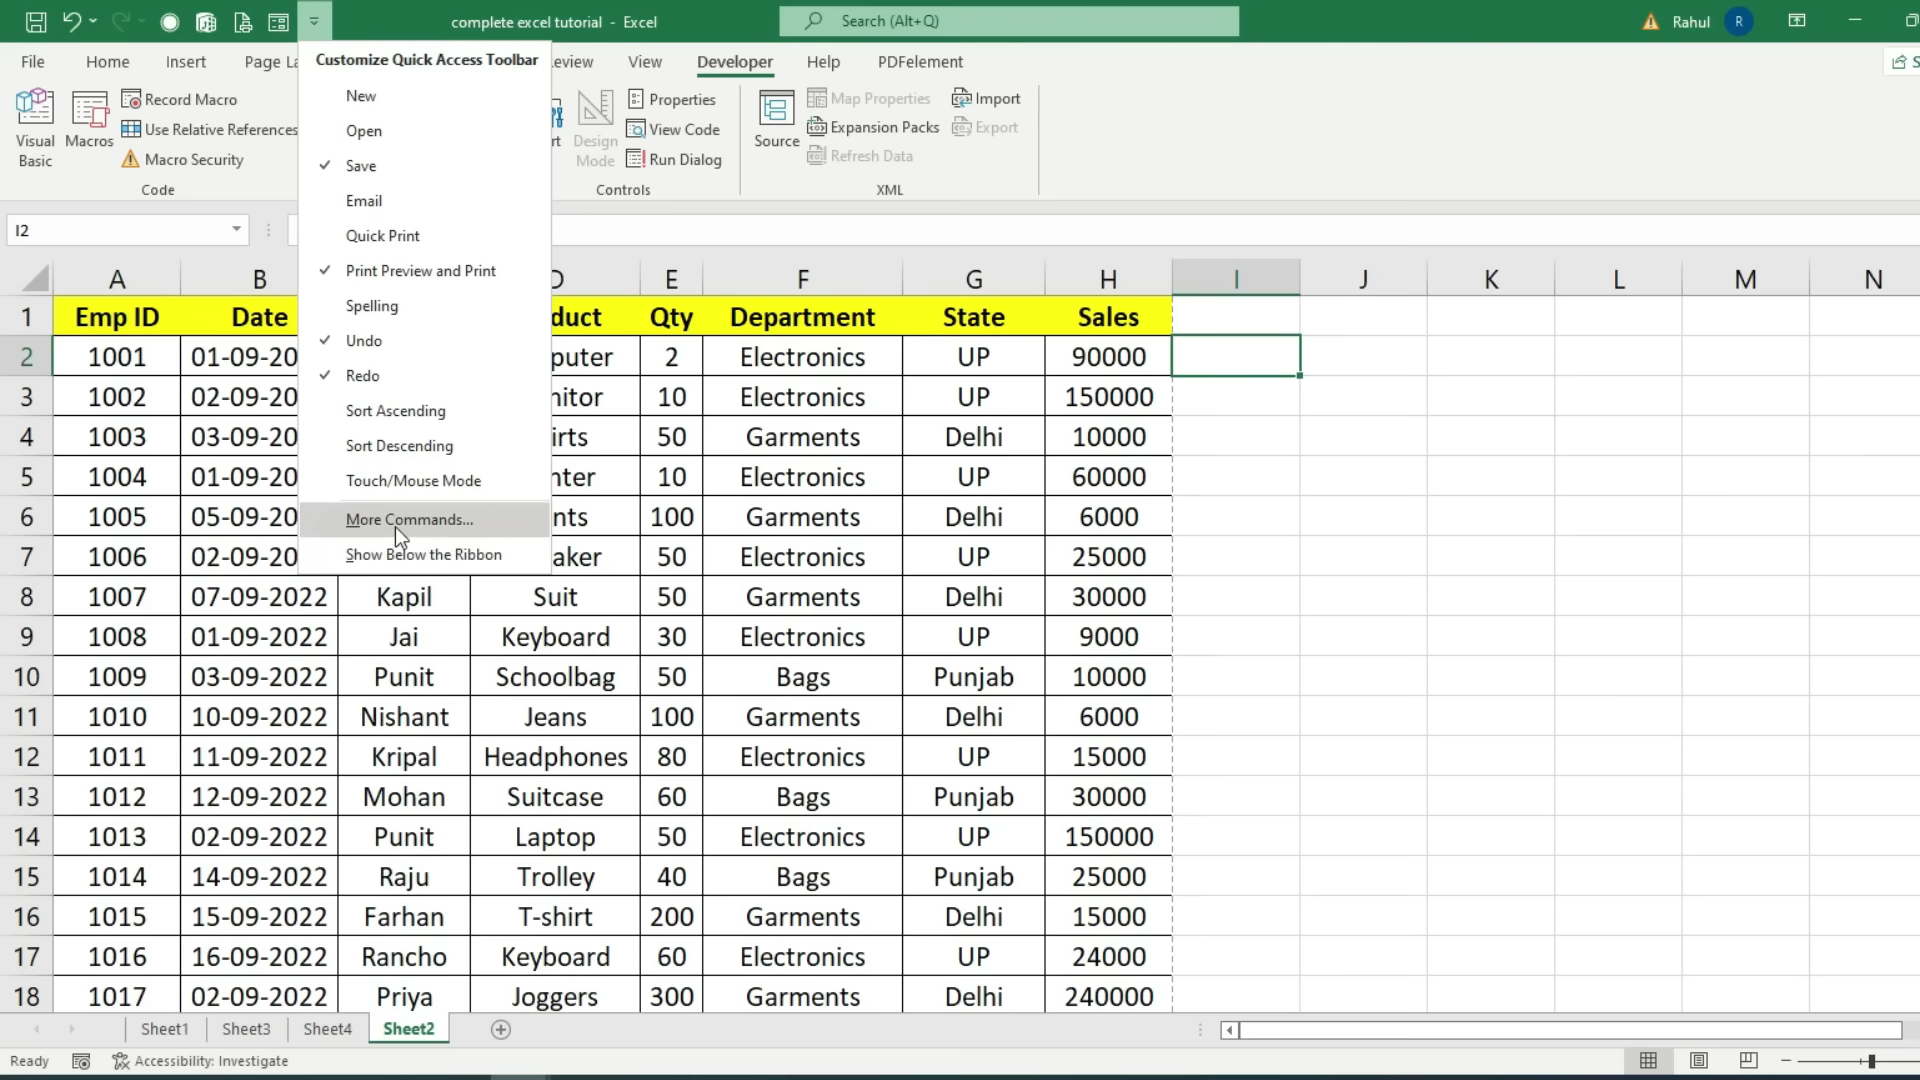 complete excel tutorial - Excel
Search (Alt+Q)
Rahul
R
File
Home
Insert
Page La
eview
View
Developer
Help
PDFelement
S
Visual Basic
Macros
Record Macro
Use Relative References
Macro Security
Code
rt
Design Mode
Properties
View Code
Run Dialog
Controls
Source
Map Properties
Expansion Packs
Refresh Data
Import
Export
XML
Customize Quick Access Toolbar
New
Open
Save
Email
Quick Print
Print Preview and Print
Spelling
Undo
Redo
Sort Ascending
Sort Descending
Touch/Mouse Mode
More Commands...
Show Below the Ribbon
I2
A B D E F G H I J K L M N
1 Emp ID Date duct Qty Department State Sales
2 1001 01-09-20 puter 2 Electronics UP 90000
3 1002 02-09-20 nitor 10 Electronics UP 150000
4 1003 03-09-20 irts 50 Garments Delhi 10000
5 1004 01-09-20 nter 10 Electronics UP 60000
6 1005 05-09-20 nts 100 Garments Delhi 6000
7 1006 02-09-20 aker 50 Electronics UP 25000
8 1007 07-09-2022 Kapil Suit 50 Garments Delhi 30000
9 1008 01-09-2022 Jai Keyboard 30 Electronics UP 9000
10 1009 03-09-2022 Punit Schoolbag 50 Bags Punjab 10000
11 1010 10-09-2022 Nishant Jeans 100 Garments Delhi 6000
12 1011 11-09-2022 Kripal Headphones 80 Electronics UP 15000
13 1012 12-09-2022 Mohan Suitcase 60 Bags Punjab 30000
14 1013 02-09-2022 Punit Laptop 50 Electronics UP 150000
15 1014 14-09-2022 Raju Trolley 40 Bags Punjab 25000
16 1015 15-09-2022 Farhan T-shirt 200 Garments Delhi 15000
17 1016 16-09-2022 Rancho Keyboard 60 Electronics UP 24000
18 1017 02-09-2022 Priya Joggers 300 Garments Delhi 240000
Sheet1
Sheet3
Sheet4
Sheet2
Ready
Accessibility: Investigate